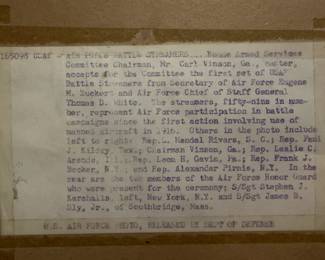 165095 USAF - AIR FORCE BATTLE STREAMERS... House Armed Services
Committee Chairman, Mr. Carl Vinson, Ga., center,
accepts for the Committee the first set of USAF
Battle Streamers from Secretary of Air Force Eugene
M. Zuckert and Air Force Chief of Staff General
Thomas D. White. The streamers, fifty-nine in num-
ber, represent Air Force participation in battle
campaigns since the first action involving use of
manned aircraft in 1916. Others in the photo include
left to right: Rep. L. Mendel Rivers, S. C.; Rep. Paul
J. Kilday, Tex.; Chairman Vinson, Ga.; Rep. Leslie C.
Arends, Ill.; Rep. Leon H. Gavin, Pa.; Rep. Frank J.
Becker, N.Y., and Rep. Alexander Pirnie, N.Y. In the
rear are the two members of the Air Force Honor Guard
who were present for the ceremony; S/Sgt Stephen J.
left, New York, N.Y. and S/Sgt James B.
Sly, Jr., of Southbridge, Mass.
U.S. AIR FORCE PHOTO, RELEASED BY DEPT OF DEFENSE